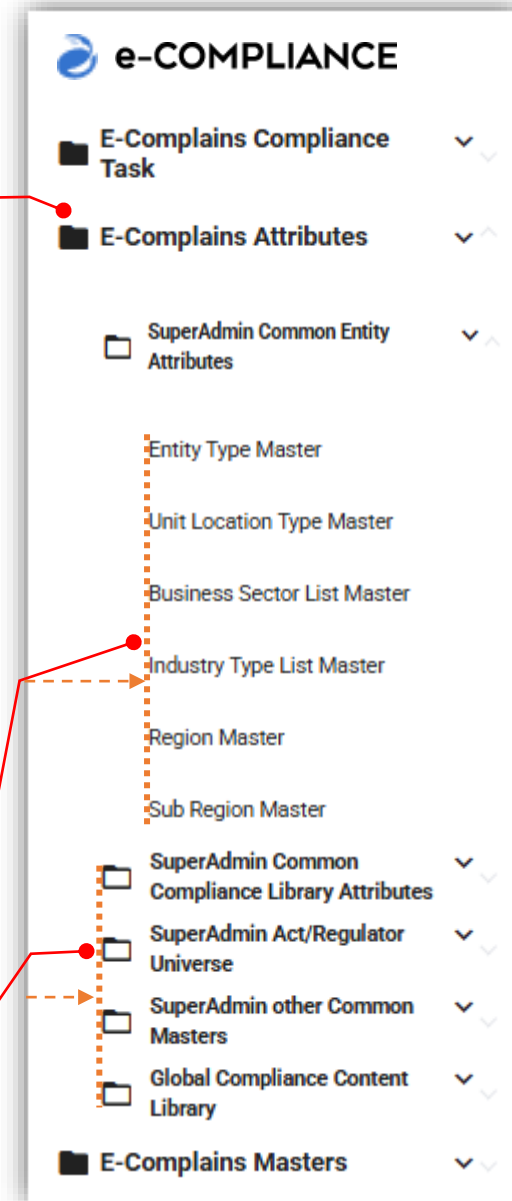 e-COMPLIANCE
E-Complains Compliance
Task
E-Complains Attributes
SuperAdmin Common Entity
Attributes
Entity Type Master
Unit Location Type Master
Business Sector List Master
Industry Type List Master
Region Master
Sub Region Master
SuperAdmin Common
Compliance Library Attributes
SuperAdmin Act/Regulator
Universe
SuperAdmin other Common
Masters
Global Compliance Content
Library
E-Complains Masters